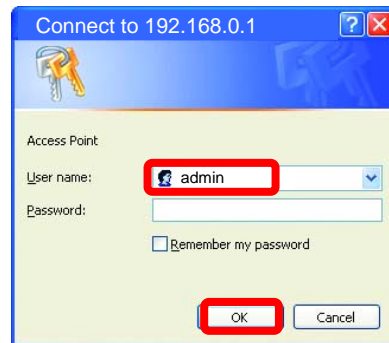 Connect to 192.168.0.1
Access Point
User name:
admin
Password:
Remember my password
OK
Cancel